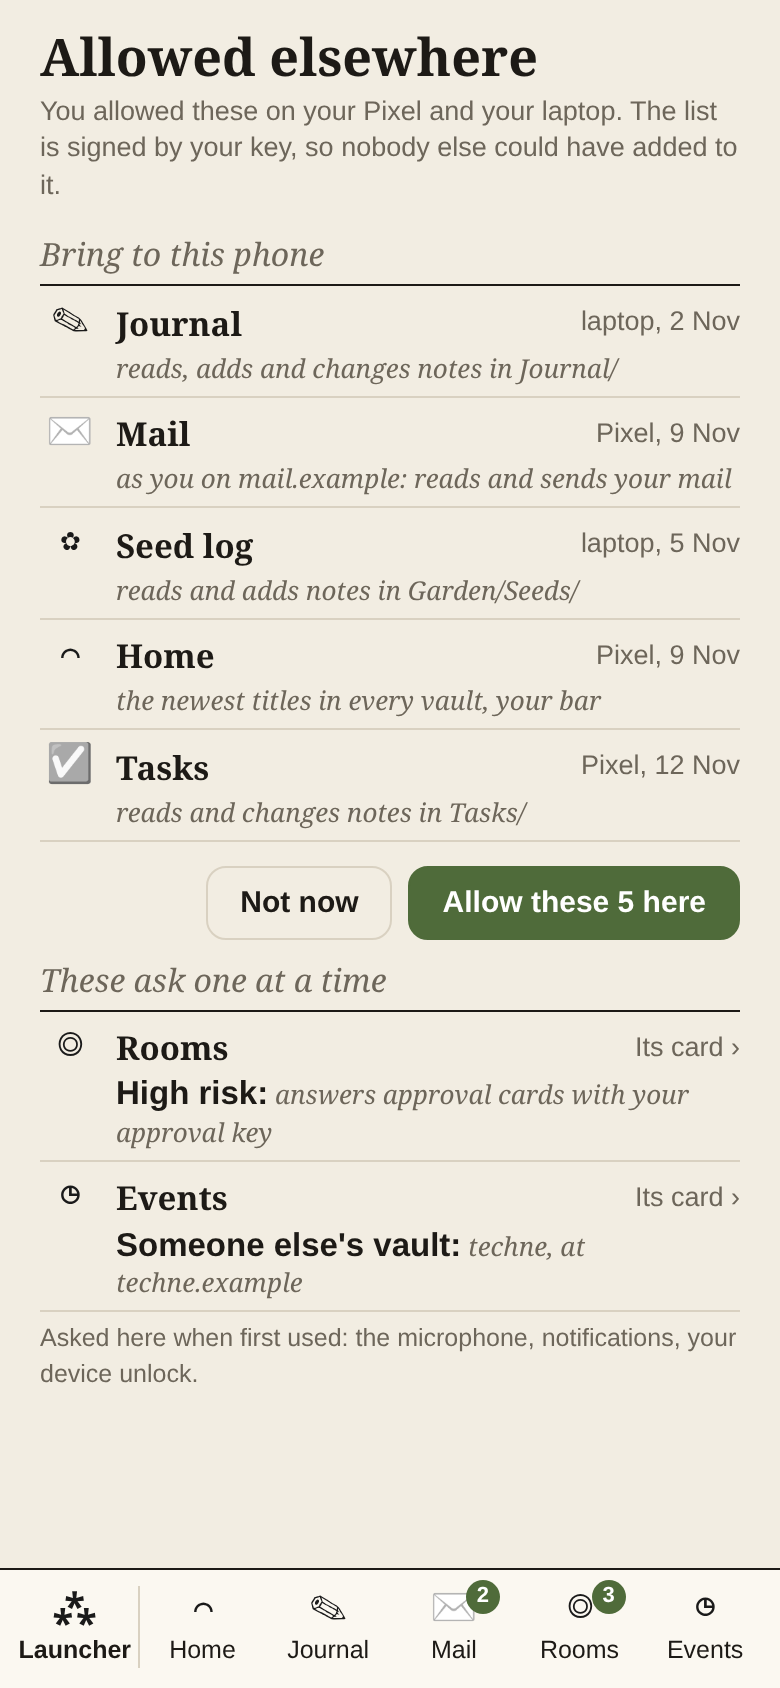 Allowed elsewhere
You allowed these on your Pixel and your laptop. The list
is signed by your key, so nobody else could have added to
it.
Bring to this phone
Journal
laptop, 2 Nov
reads, adds and changes notes in Journal/
Mail
Pixel, 9 Nov
as you on mail.example: reads and sends your mail
Seed log
laptop, 5 Nov
reads and adds notes in Garden/Seeds/
Home
Pixel, 9 Nov
the newest titles in every vault, your bar
Tasks
Pixel, 12 Nov
reads and changes notes in Tasks/
Not now
Allow these 5 here
These ask one at a time
Rooms
Its card ›
High risk: answers approval cards with your
approval key
Events
Its card ›
Someone else's vault: techne, at
techne.example
Asked here when first used: the microphone, notifications, your
device unlock.
2
3
Launcher
Home
Journal
Mail
Rooms
Events